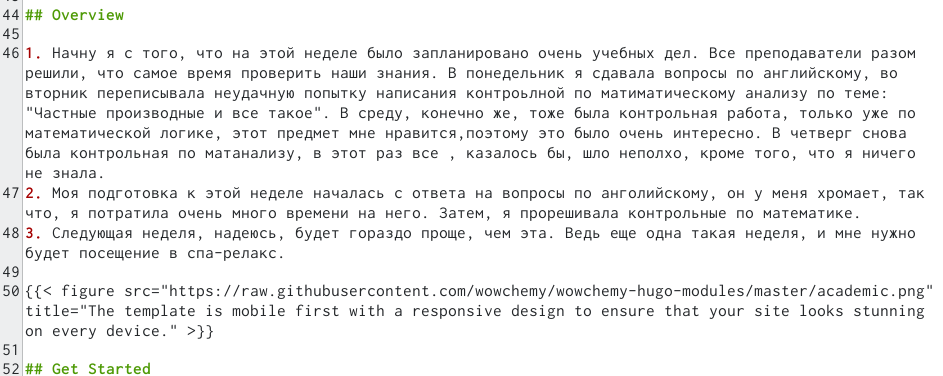 44 ## Overview
45
46 1. Начну я с того, что на этой неделе было запланировано очень учебных дел. Все преподаватели разом
решили, что самое время проверить наши знания. В понедельник я сдавала вопросы по английскому, во
вторник переписывала неудачную попытку написания контроьлной по матиматическому анализу по теме:
"Частные производные и все такое". В среду, конечно же, тоже была контрольная работа, только уже по
математической логике, этот предмет мне нравится,поэтому это было очень интересно. В четверг снова
была контрольная по матанализу, в этот раз все , казалось бы, шло неполхо, кроме того, что я ничего
не знала.
47 2. Моя подготовка к этой неделе началась с ответа на вопросы по анголийскому, он у меня хромает, так
что, я потратила очень много времени на него. Затем, я прорешивала контрольные по математике.
48 3. Следующая неделя, надеюсь, будет гораздо проще, чем эта. Ведь еще одна такая неделя, и мне нужно
будет посещение в спа-релакс.
49
50 {{< figure src="https://raw.githubusercontent.com/wowchemy/wowchemy-hugo-modules/master/academic.png"
title="The template is mobile first with a responsive design to ensure that your site looks stunning
on every device." >}}
51
52 ## Get Started